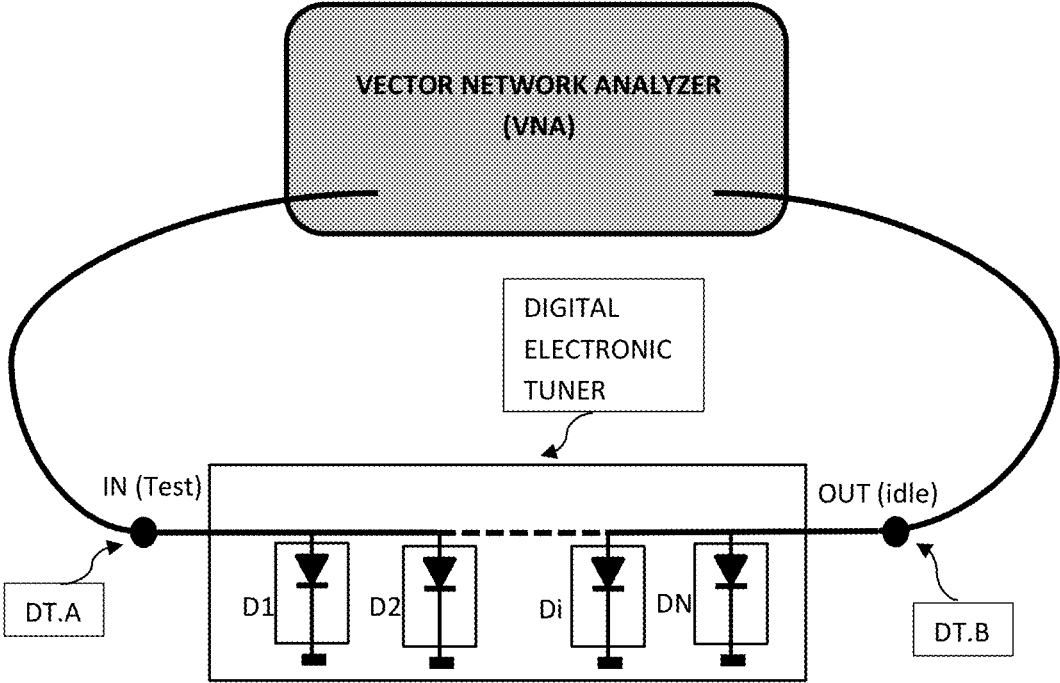 VECTOR NETWORK ANALYZER
(VNA)
DIGITAL
ELECTRONIC
TUNER
IN (Test)
OUT (idle)
D1
D2
Di
DN
DT.A
DT.B